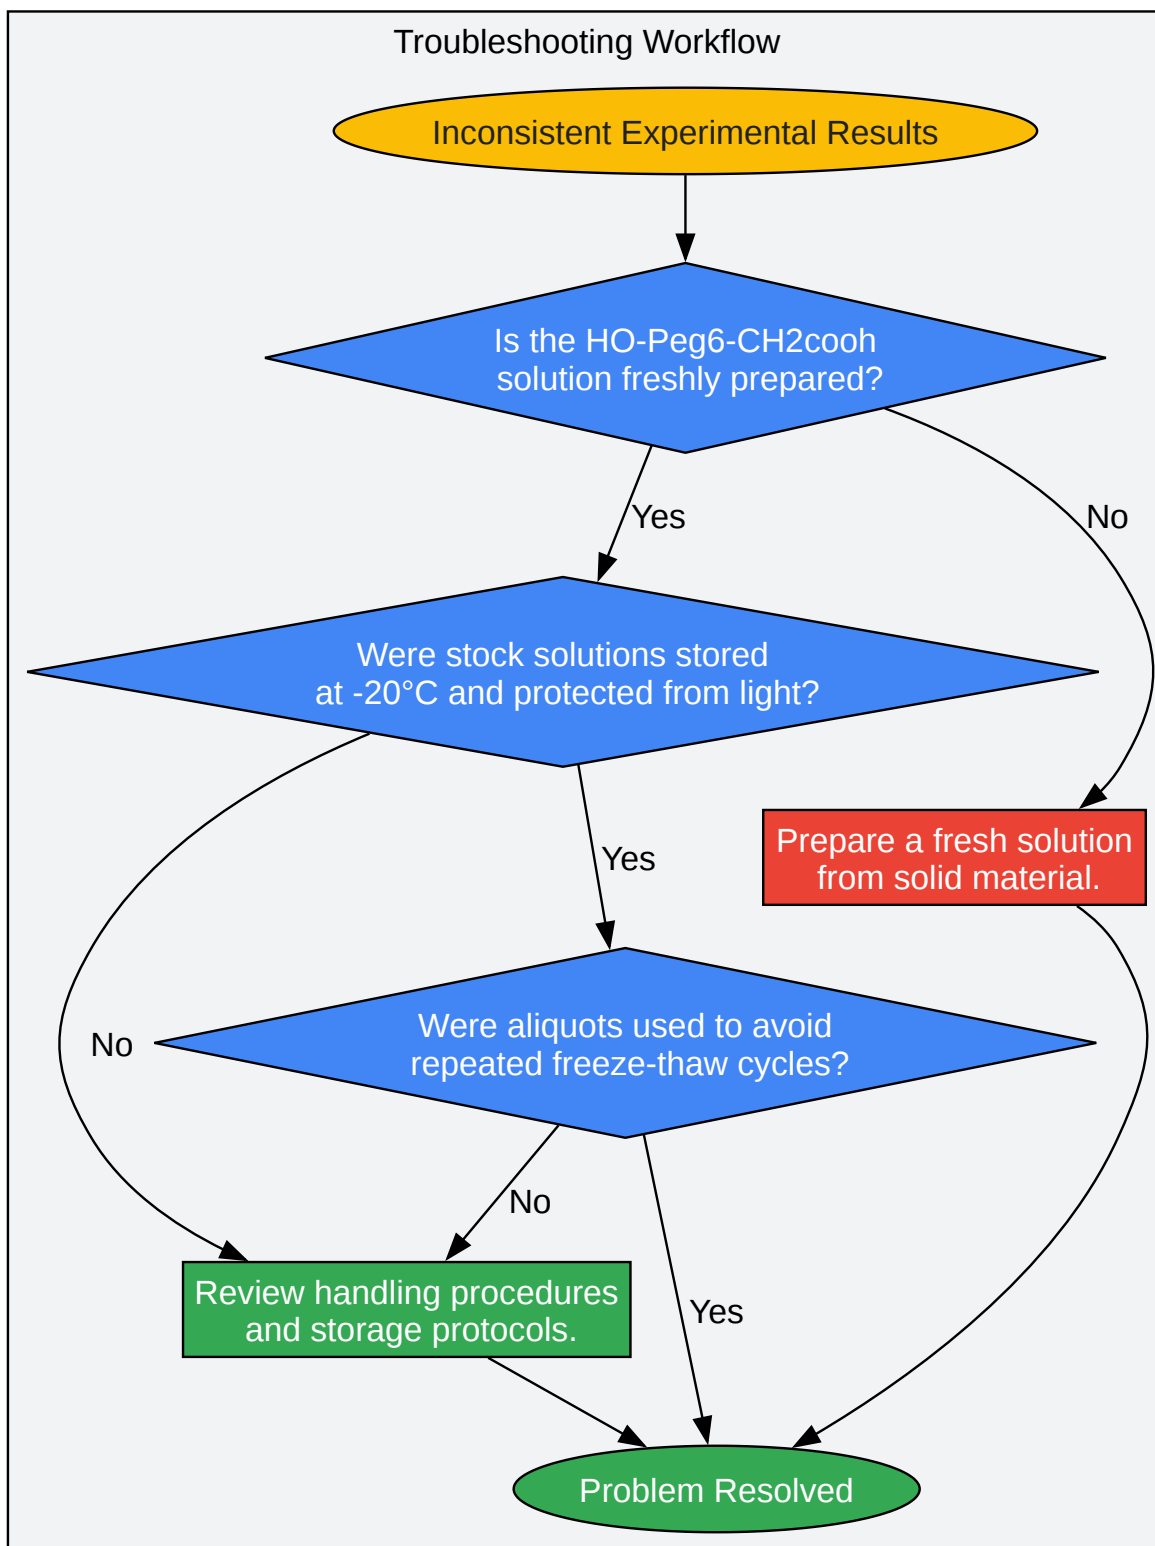 Troubleshooting Workflow
Inconsistent Experimental Results
Is the HO-Peg6-CH2cooh
solution freshly prepared?
Yes
No
Were stock solutions stored
at -20°C and protected from light?
Prepare a fresh solution
from solid material.
Yes
No
Were aliquots used to avoid
repeated freeze-thaw cycles?
No
Yes
Review handling procedures
and storage protocols.
Problem Resolved